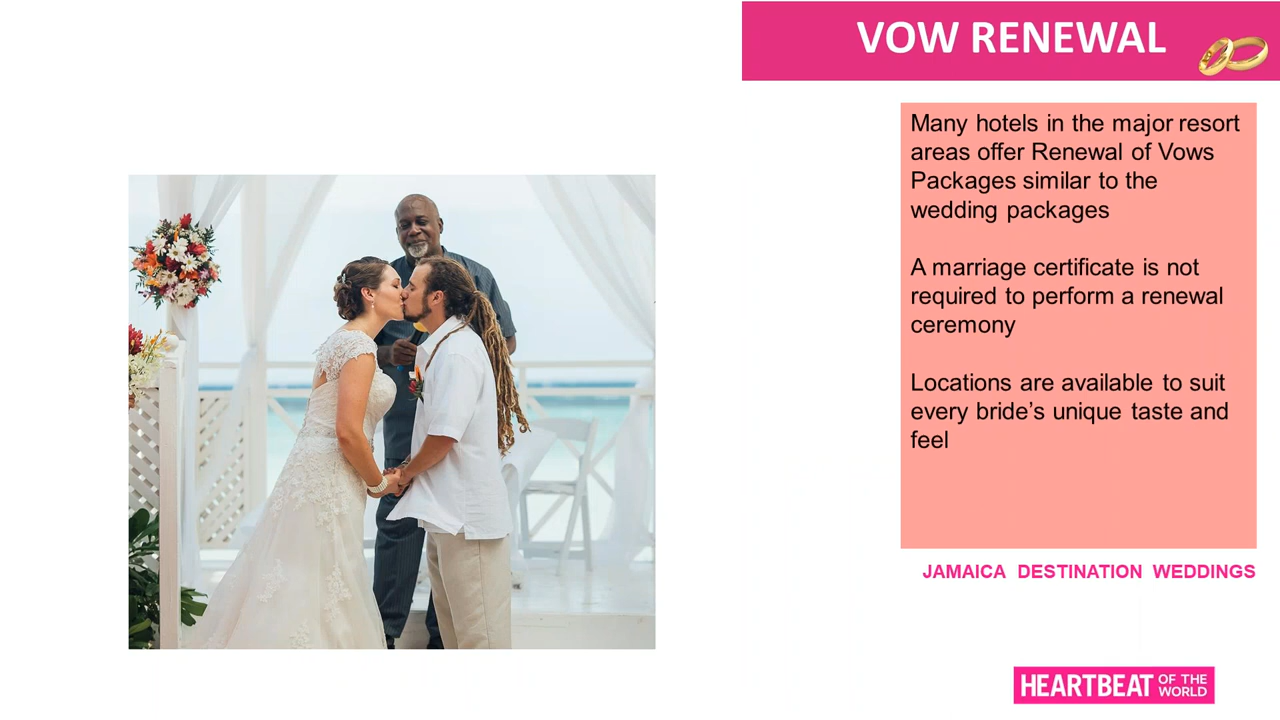 VOW RENEWAL
Many hotels in the major resort
areas offer Renewal of Vows
Packages similar to the
wedding packages
A marriage certificate is not
required to perform a renewal
ceremony
Locations are available to suit
every bride’s unique taste and
feel
JAMAICA DESTINATION WEDDINGS
HEARTBEAT OF THE
WORLD